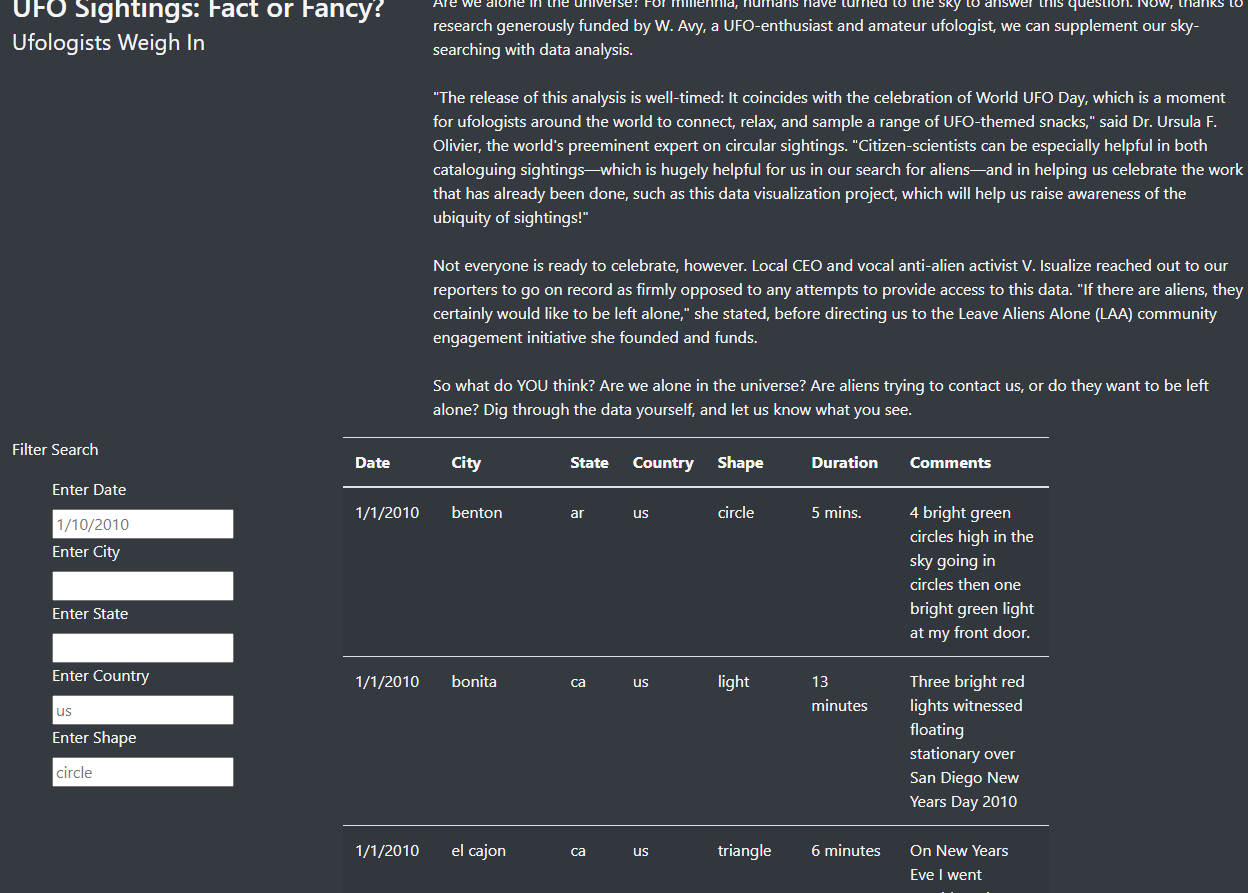 UFO Sightings: Fact or Fancy?
Ufologists Weigh In
Are we alone in the universe? For millennia, humans have turned to the sky to answer this question. Now, thanks to
research generously funded by W. Avy, a UFO-enthusiast and amateur ufologist, we can supplement our sky-
searching with data analysis.
"The release of this analysis is well-timed: It coincides with the celebration of World UFO Day, which is a moment
for ufologists around the world to connect, relax, and sample a range of UFO-themed snacks," said Dr. Ursula F.
Olivier, the world's preeminent expert on circular sightings. "Citizen-scientists can be especially helpful in both
cataloguing sightings—which is hugely helpful for us in our search for aliens—and in helping us celebrate the work
that has already been done, such as this data visualization project, which will help us raise awareness of the
ubiquity of sightings!"
Not everyone is ready to celebrate, however. Local CEO and vocal anti-alien activist V. Isualize reached out to our
reporters to go on record as firmly opposed to any attempts to provide access to this data. "If there are aliens, they
certainly would like to be left alone," she stated, before directing us to the Leave Aliens Alone (LAA) community
engagement initiative she founded and funds.
So what do YOU think? Are we alone in the universe? Are aliens trying to contact us, or do they want to be left
alone? Dig through the data yourself, and let us know what you see.
Filter Search
Enter Date
1/10/2010
Enter City
Enter State
Enter Country
us
Enter Shape
circle
Date City State Country Shape Duration Comments
1/1/2010 benton ar us circle 5 mins. 4 bright green
circles high in the
sky going in
circles then one
bright green light
at my front door.
1/1/2010 bonita ca us light 13 Three bright red
minutes lights witnessed
floating
stationary over
San Diego New
Years Day 2010
1/1/2010 el cajon ca us triangle 6 minutes On New Years
Eve I went